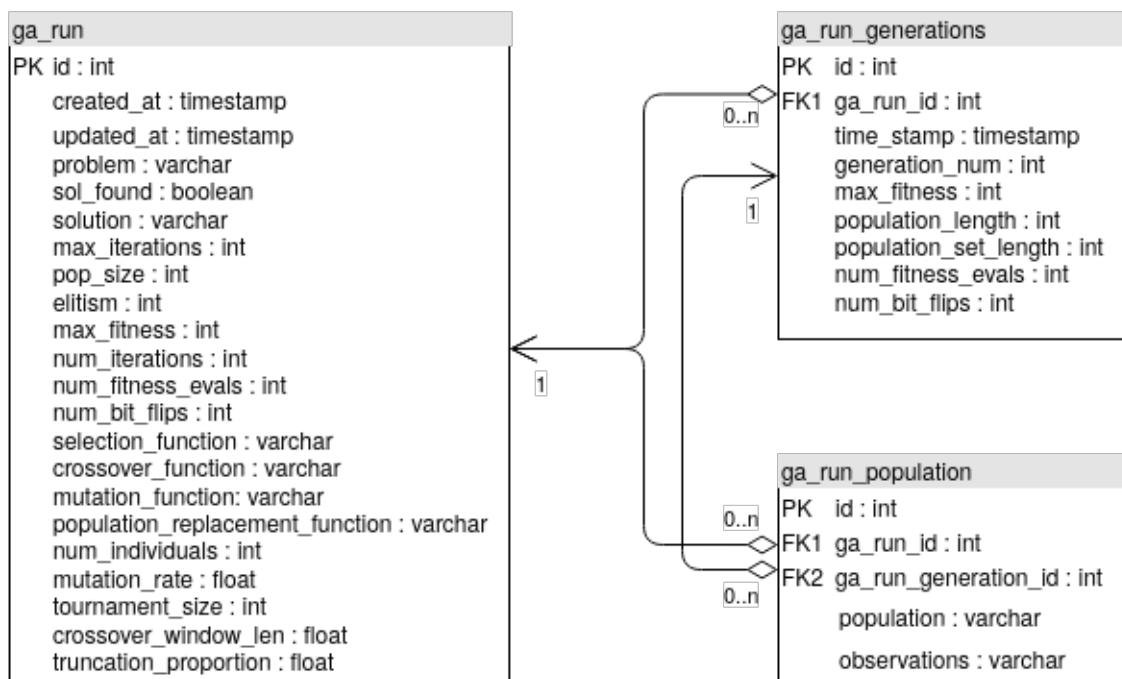 ga_run
PK id : int
created_at : timestamp
updated_at : timestamp
problem : varchar
sol_found : boolean
solution : varchar
max_iterations : int
pop_size : int
elitism : int
max_fitness : int
num_iterations : int
num_fitness_evals : int
num_bit_flips : int
selection_function : varchar
crossover_function : varchar
mutation_function: varchar
population_replacement_function : varchar
num_individuals : int
mutation_rate : float
tournament_size : int
crossover_window_len : float
truncation_proportion : float
1
0..n
1
0..n
0..n
ga_run_generations
PK id : int
FK1 ga_run_id : int
time_stamp : timestamp
generation_num : int
max_fitness : int
population_length : int
population_set_length : int
num_fitness_evals : int
num_bit_flips : int
ga_run_population
PK id : int
FK1 ga_run_id : int
FK2 ga_run_generation_id : int
population : varchar
observations : varchar